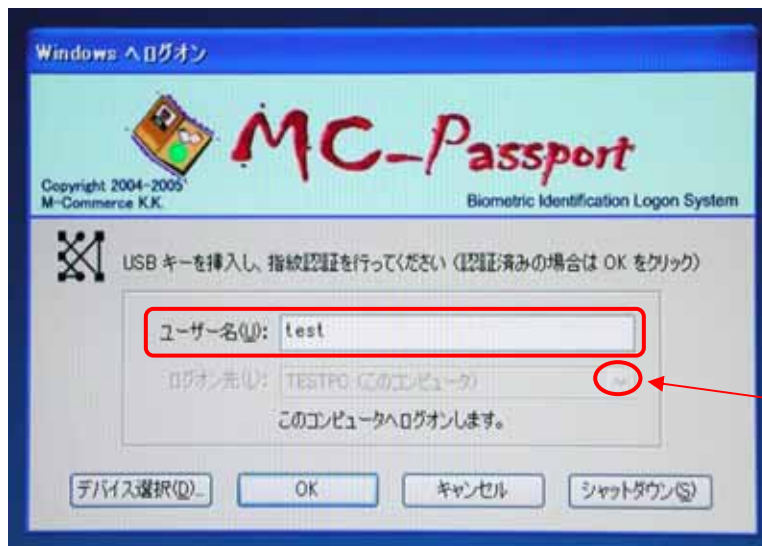 Windows へログオン
MC-Passport
Copyright 2004-2005
M-Commerce K.K.
Biometric Identification Logon System
USB キーを挿入し、指紋認証を行ってください (認証済みの場合は OK をクリック)
ユーザー名(U): test
ログオン先(L): TESTPC (このコンピュータ)
このコンピュータへログオンします。
デバイス選択(D)... OK キャンセル シャットダウン(S)